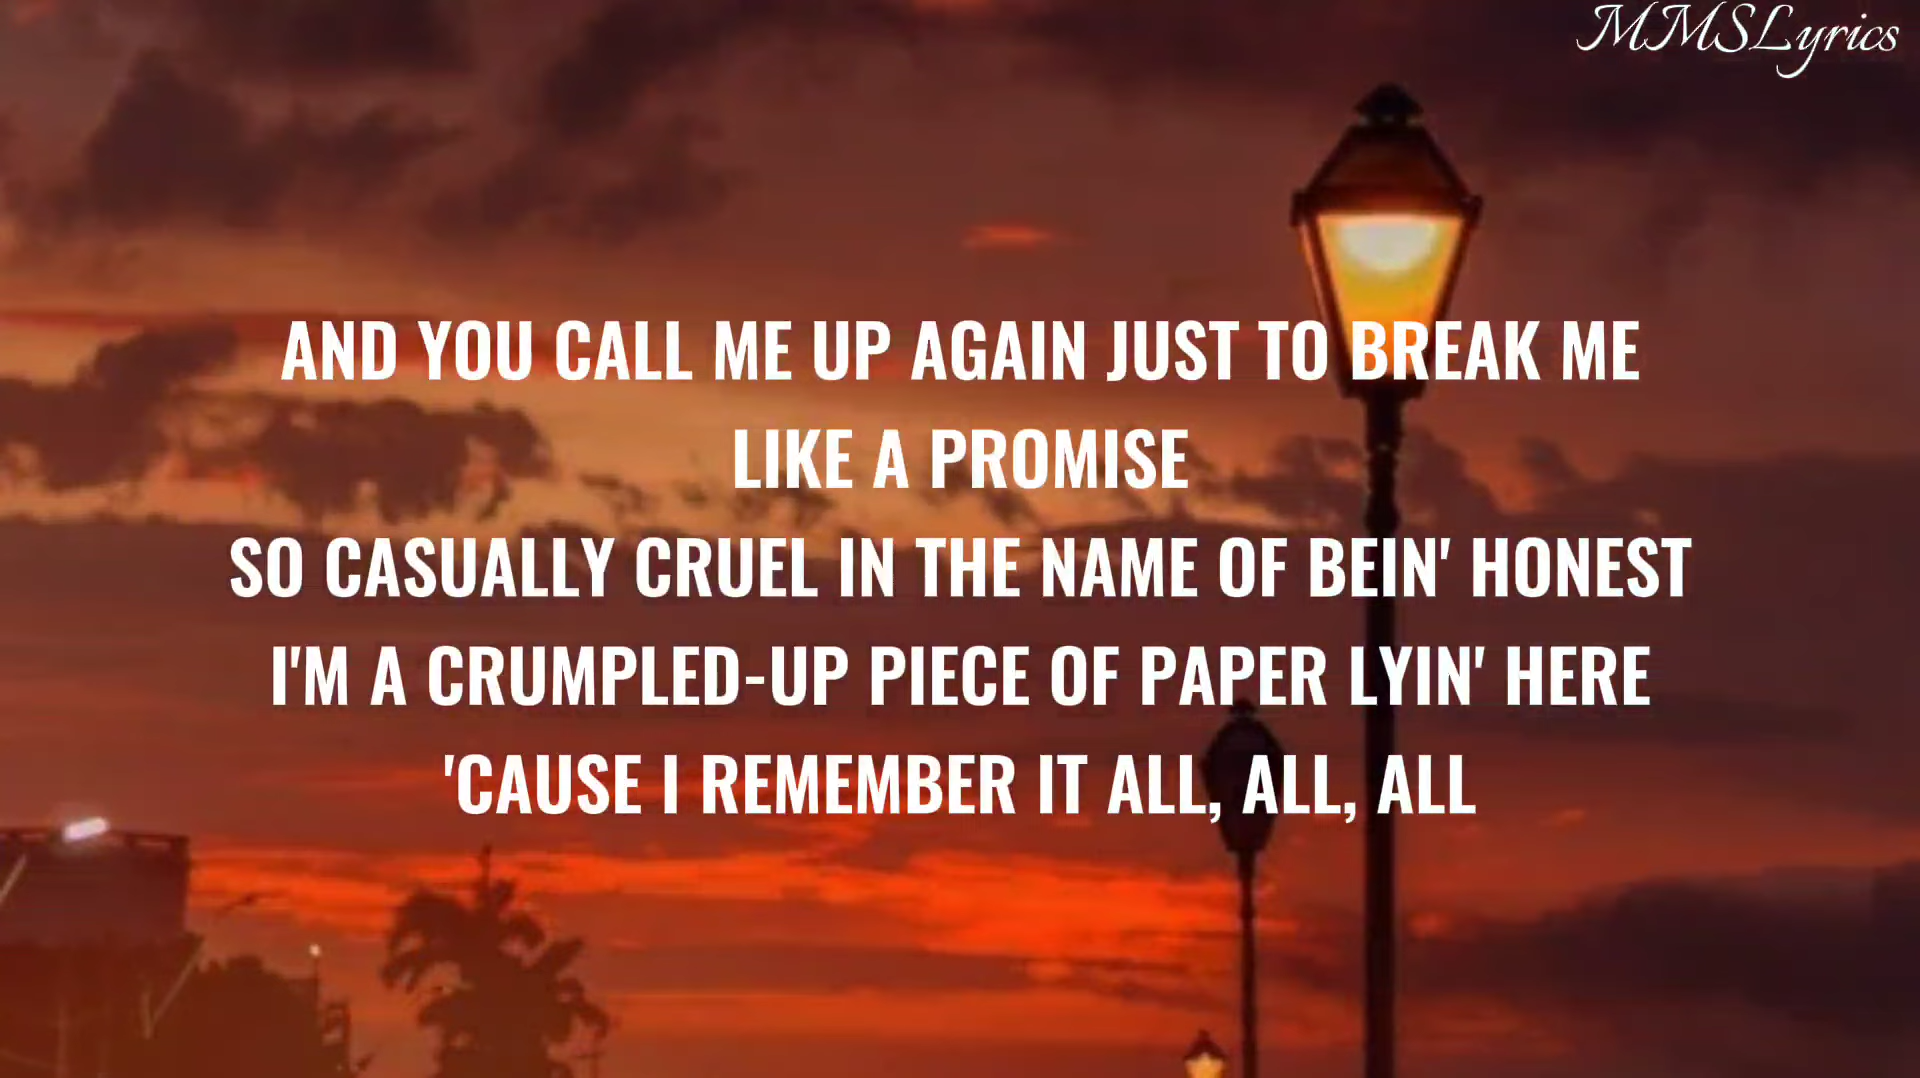 MMSLyrics
AND YOU CALL ME UP AGAIN JUST TO BREAK ME
LIKE A PROMISE
SO CASUALLY CRUEL IN THE NAME OF BEIN' HONEST
I'M A CRUMPLED-UP PIECE OF PAPER LYIN' HERE
'CAUSE I REMEMBER IT ALL, ALL, ALL